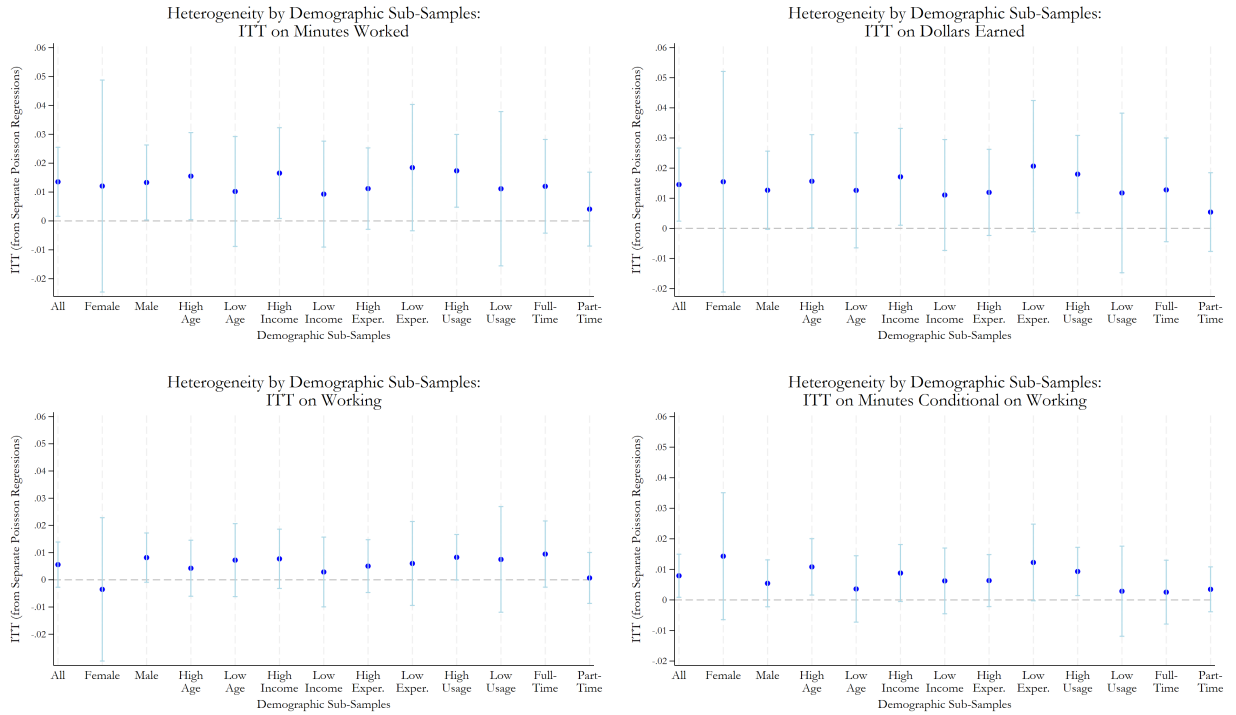 Heterogeneity by Demographic Sub-Samples:
ITT on Minutes Worked
ITT (from Separate Poissson Regressions)
.06
.05
.04
.03
.02
.01
0
-.01
-.02
All Female Male High Low High Low High Low High Low Full- Part-
Age Age Income Income Exper. Exper. Usage Usage Time Time
Demographic Sub-Samples
Heterogeneity by Demographic Sub-Samples:
ITT on Dollars Earned
ITT (from Separate Poissson Regressions)
.06
.05
.04
.03
.02
.01
0
-.01
-.02
All Female Male High Low High Low High Low High Low Full- Part-
Age Age Income Income Exper. Exper. Usage Usage Time Time
Demographic Sub-Samples
Heterogeneity by Demographic Sub-Samples:
ITT on Working
ITT (from Separate Poissson Regressions)
.06
.05
.04
.03
.02
.01
0
-.01
-.02
All Female Male High Low High Low High Low High Low Full- Part-
Age Age Income Income Exper. Exper. Usage Usage Time Time
Demographic Sub-Samples
Heterogeneity by Demographic Sub-Samples:
ITT on Minutes Conditional on Working
ITT (from Separate Poissson Regressions)
.06
.05
.04
.03
.02
.01
0
-.01
-.02
All Female Male High Low High Low High Low High Low Full- Part-
Age Age Income Income Exper. Exper. Usage Usage Time Time
Demographic Sub-Samples